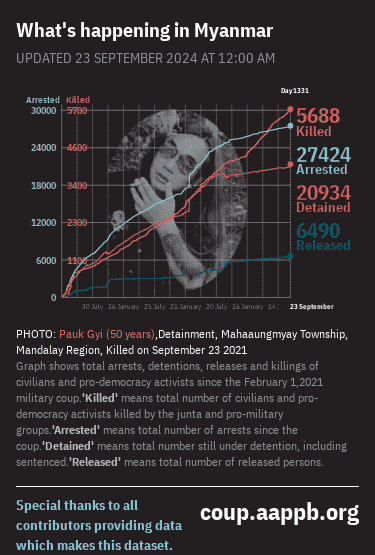 What's happening in Myanmar
UPDATED 23 SEPTEMBER 2024 AT 12:00 AM
Day1331
Arrested Killed
30000 5700
5688
Killed
24000 4600
27424
Arrested
18000 3400
20934
Detained
12000 2300
6490
Released
6000 1100
0
30 July 26 January 25 July 21 January 20 July 16 January 14 .. 23 September
PHOTO: Pauk Gyi (50 years),Detainment, Mahaaungmyay Township,
Mandalay Region, Killed on September 23 2021
Graph shows total arrests, detentions, releases and killings of
civilians and pro-democracy activists since the February 1,2021
military coup.'Killed' means total number of civilians and pro-
democracy activists killed by the junta and pro-military
groups.'Arrested' means total number of arrests since the
coup.'Detained' means total number still under detention, including
sentenced.'Released' means total number of released persons.
Special thanks to all
contributors providing data
which makes this dataset.
coup.aappb.org